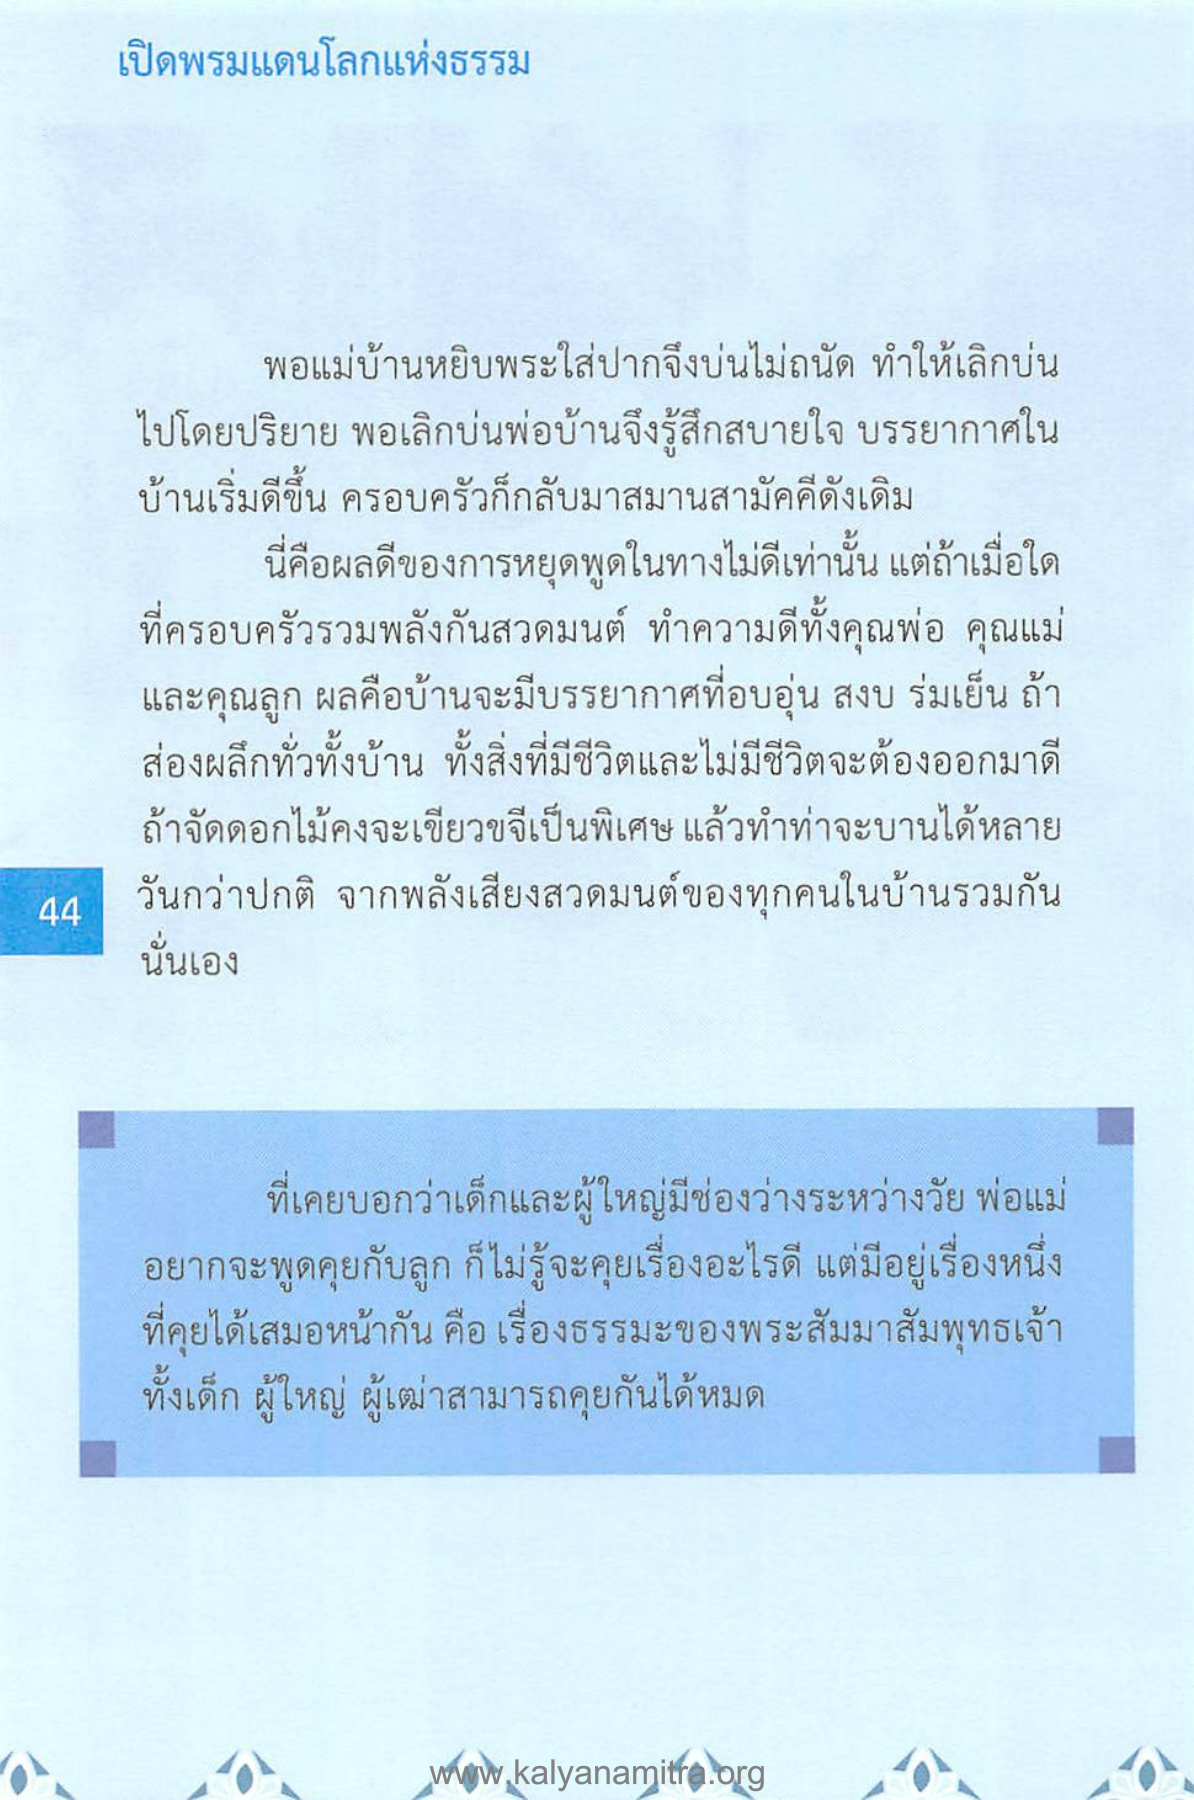 เปิดพรมแดนโลกแห่งธรรม
พอแม่บ้านหยิบพระใส่ปากจึงบ่นไม่ถนัด ทำให้เลิกบ่น
ไปโดยปริยาย พอเลิกบ่นพ่อบ้านจึงรู้สึกสบายใจ บรรยากาศใน
บ้านเริ่มดีขึ้น ครอบครัวก็กลับมาสมานสามัคคีดังเดิม
นี่คือผลดีของการหยุดพูดในทางไม่ดีเท่านั้น แต่ถ้าเมื่อใด
ที่ครอบครัวรวมพลังกันสวดมนต์ ทำความดีทั้งคุณพ่อ คุณแม่
และคุณลูก ผลคือบ้านจะมีบรรยากาศที่อบอุ่น สงบ ร่มเย็น ถ้า
ส่องผลึกทั่วทั้งบ้าน ทั้งสิ่งที่มีชีวิตและไม่มีชีวิตจะต้องออกมาดี
ถ้าจัดดอกไม้คงจะเขียวขจีเป็นพิเศษ แล้วทำท่าจะบานได้หลาย
วันกว่าปกติ จากพลังเสียงสวดมนต์ของทุกคนในบ้านรวมกัน
นั่นเอง
44
ที่เคยบอกว่าเด็กและผู้ใหญ่มีช่องว่างระหว่างวัย พ่อแม่
อยากจะพูดคุยกับลูก ก็ไม่รู้จะคุยเรื่องอะไรดี แต่มีอยู่เรื่องหนึ่ง
ที่คุยได้เสมอหน้ากัน คือ เรื่องธรรมะของพระสัมมาสัมพุทธเจ้า
ทั้งเด็ก ผู้ใหญ่ ผู้เฒ่าสามารถคุยกันได้หมด
www.kalyanamitra.org